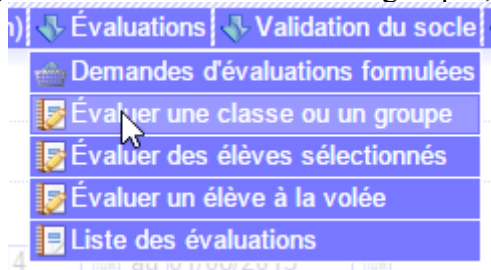 ) Évaluations Validation du socle
Demandes d'évaluations formulées
Évaluer une classe ou un groupe
Évaluer des élèves sélectionnés
Évaluer un élève à la volée
Liste des évaluations